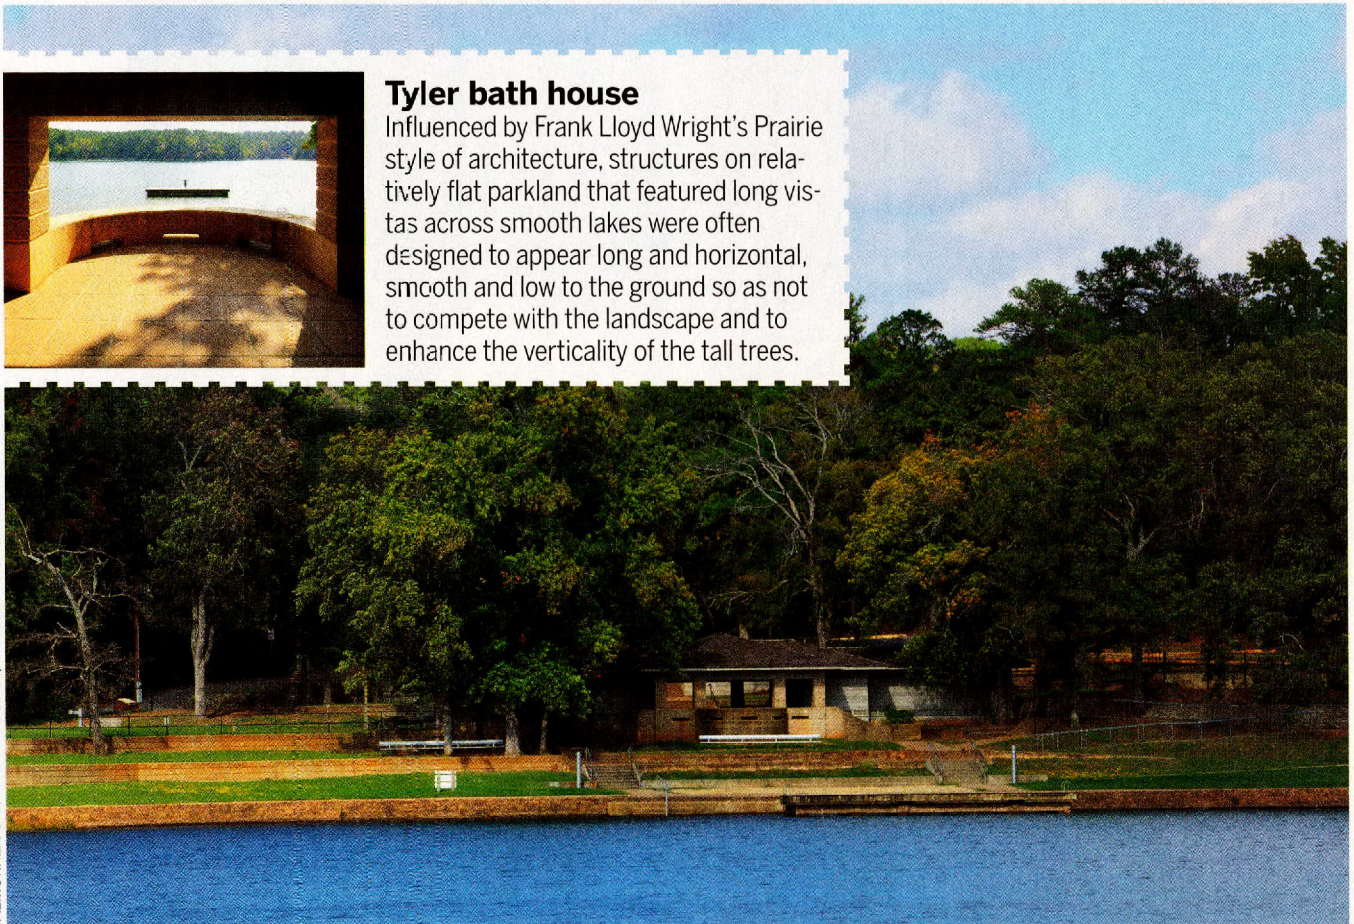 Tyler bath house
Influenced by Frank Lloyd Wright's Prairie
style of architecture, structures on rela-
tively flat parkland that featured long vis-
tas across smooth lakes were often
designed to appear long and horizontal,
smooth and low to the ground so as not
to compete with the landscape and to
enhance the verticality of the tall trees.